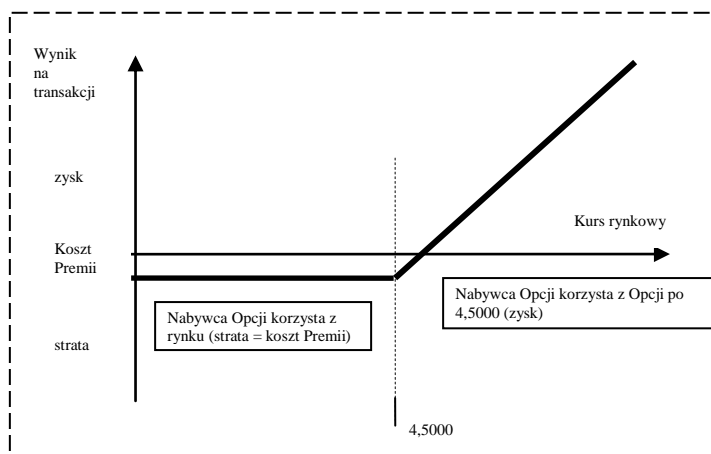 Wynik
na
transakcji
zysk
Kurs rynkowy
Koszt
Premii
Nabywca Opcji korzysta z
rynku (strata = koszt Premii)
Nabywca Opcji korzysta z Opcji po
4,5000 (zysk)
strata
4,5000